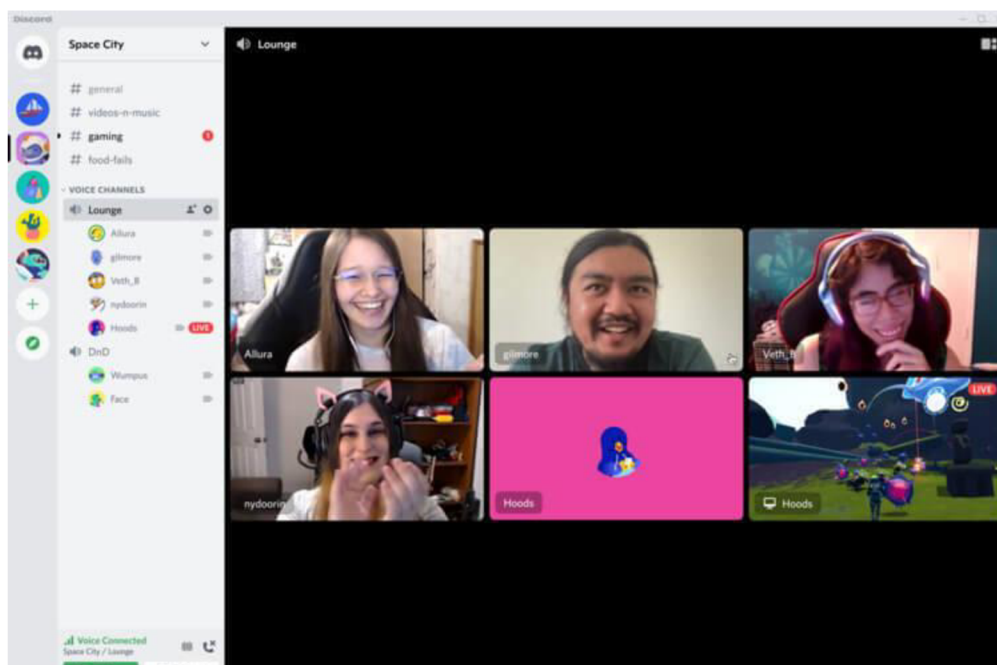 Discord
Space City
Lounge
# general
# videos-n-music
# gaming
1
# food-fails
VOICE CHANNELS
Lounge
Allura
gilmore
Veth_B
nydoorin
Hoods
LIVE
DnD
Wumpus
Face
Allura
gilmore
Veth_B
LIVE
nydoorin
Hoods
Hoods
Voice Connected
Space City / Lounge